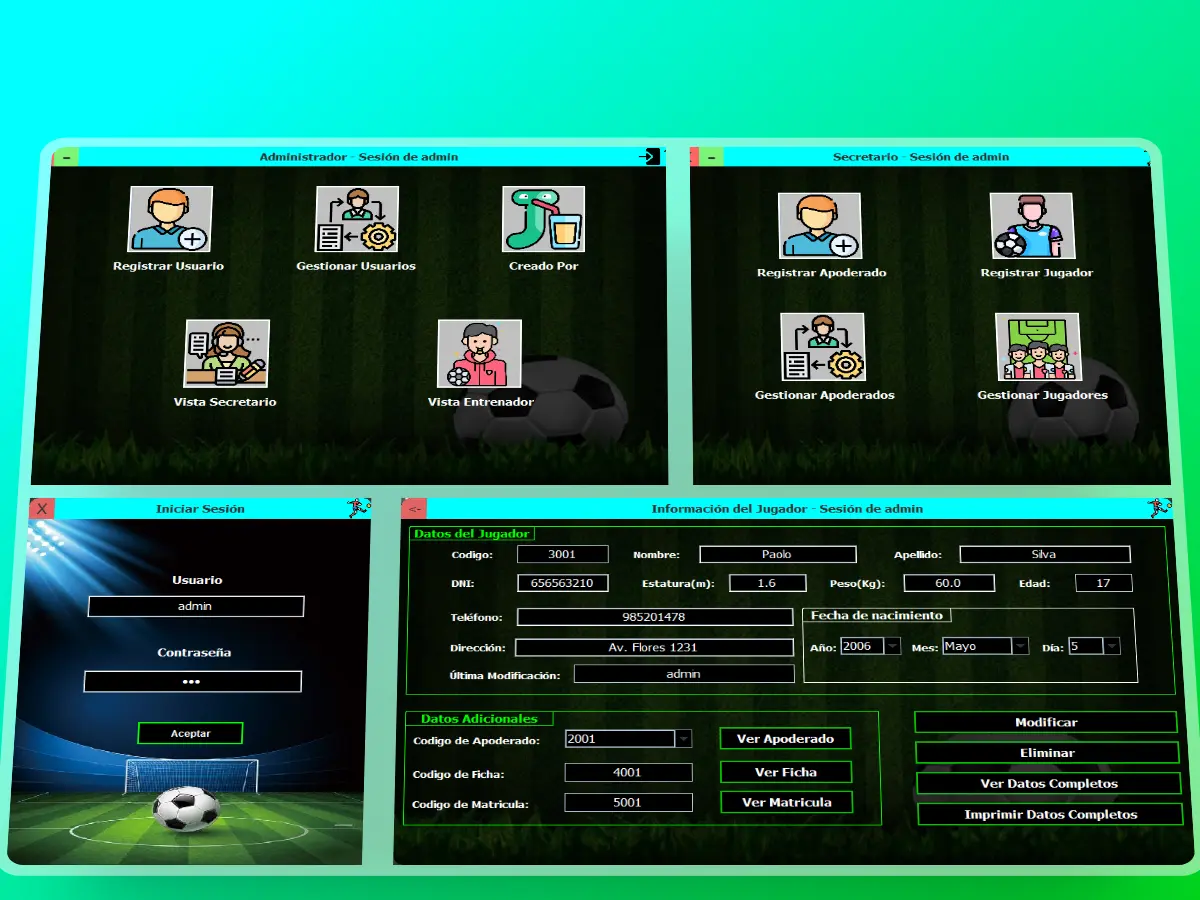 Administrador - Sesión de admin
Registrar Usuario
Gestionar Usuarios
Creado Por
Vista Secretario
Vista Entrenador
Secretario - Sesión de admin
Registrar Apoderado
Registrar Jugador
Gestionar Apoderados
Gestionar Jugadores
X Iniciar Sesión
Usuario
admin
Contraseña
•••
Aceptar
<- Información del Jugador - Sesión de admin
Datos del Jugador
Codigo: 3001 Nombre: Paolo Apellido: Silva
DNI: 656563210 Estatura(m): 1.6 Peso(Kg): 60.0 Edad: 17
Teléfono: 985201478
Fecha de nacimiento
Dirección: Av. Flores 1231
Año: 2006 Mes: Mayo Día: 5
Última Modificación: admin
Datos Adicionales
Codigo de Apoderado: 2001 Ver Apoderado
Codigo de Ficha: 4001 Ver Ficha
Codigo de Matricula: 5001 Ver Matricula
Modificar
Eliminar
Ver Datos Completos
Imprimir Datos Completos